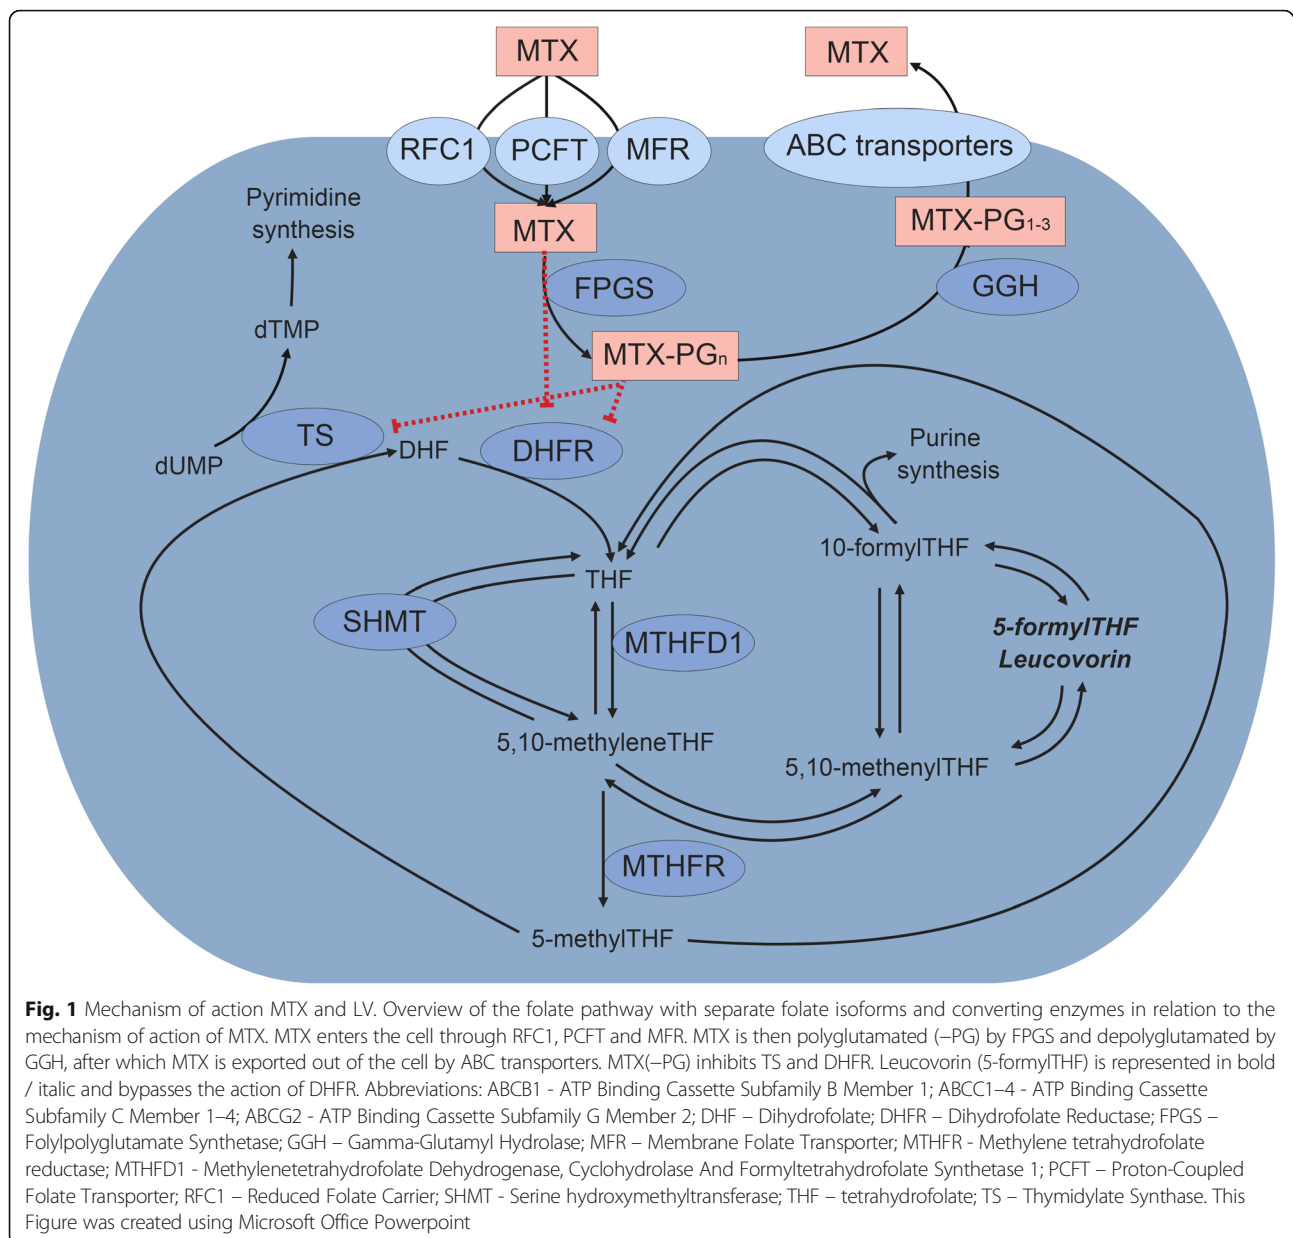 MTX
MTX
RFC1
PCFT
MFR
ABC transporters
Pyrimidine
synthesis
MTX
MTX-PG1-3
FPGS
GGH
dTMP
MTX-PGn
TS
dUMP
DHF
DHFR
Purine
synthesis
10-formylTHF
THF
SHMT
MTHFD1
5-formylTHF
Leucovorin
5,10-methyleneTHF
5,10-methenylTHF
MTHFR
5-methylTHF
Fig. 1 Mechanism of action MTX and LV. Overview of the folate pathway with separate folate isoforms and converting enzymes in relation to the
mechanism of action of MTX. MTX enters the cell through RFC1, PCFT and MFR. MTX is then polyglutamated (–PG) by FPGS and depolyglutamated by
GGH, after which MTX is exported out of the cell by ABC transporters. MTX(–PG) inhibits TS and DHFR. Leucovorin (5-formylTHF) is represented in bold
/ italic and bypasses the action of DHFR. Abbreviations: ABCB1 - ATP Binding Cassette Subfamily B Member 1; ABCC1–4 - ATP Binding Cassette
Subfamily C Member 1–4; ABCG2 - ATP Binding Cassette Subfamily G Member 2; DHF – Dihydrofolate; DHFR – Dihydrofolate Reductase; FPGS –
Folylpolyglutamate Synthetase; GGH – Gamma-Glutamyl Hydrolase; MFR – Membrane Folate Transporter; MTHFR - Methylene tetrahydrofolate
reductase; MTHFD1 - Methylenetetrahydrofolate Dehydrogenase, Cyclohydrolase And Formyltetrahydrofolate Synthetase 1; PCFT – Proton-Coupled
Folate Transporter; RFC1 – Reduced Folate Carrier; SHMT - Serine hydroxymethyltransferase; THF – tetrahydrofolate; TS – Thymidylate Synthase. This
Figure was created using Microsoft Office Powerpoint